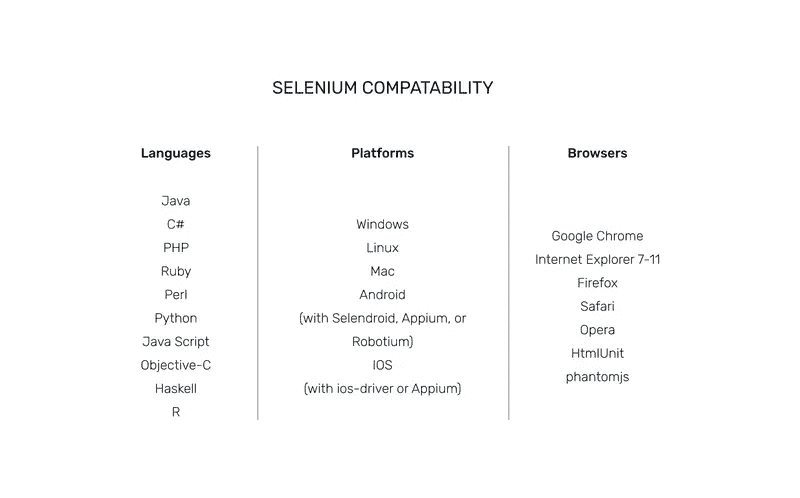 SELENIUM COMPATABILITY
Languages
Java
C#
PHP
Ruby
Perl
Python
Java Script
Objective-C
Haskell
R
Platforms
Windows
Linux
Mac
Android
(with Selendroid, Appium, or
Robotium)
IOS
(with ios-driver or Appium)
Browsers
Google Chrome
Internet Explorer 7-11
Firefox
Safari
Opera
HtmlUnit
phantomjs